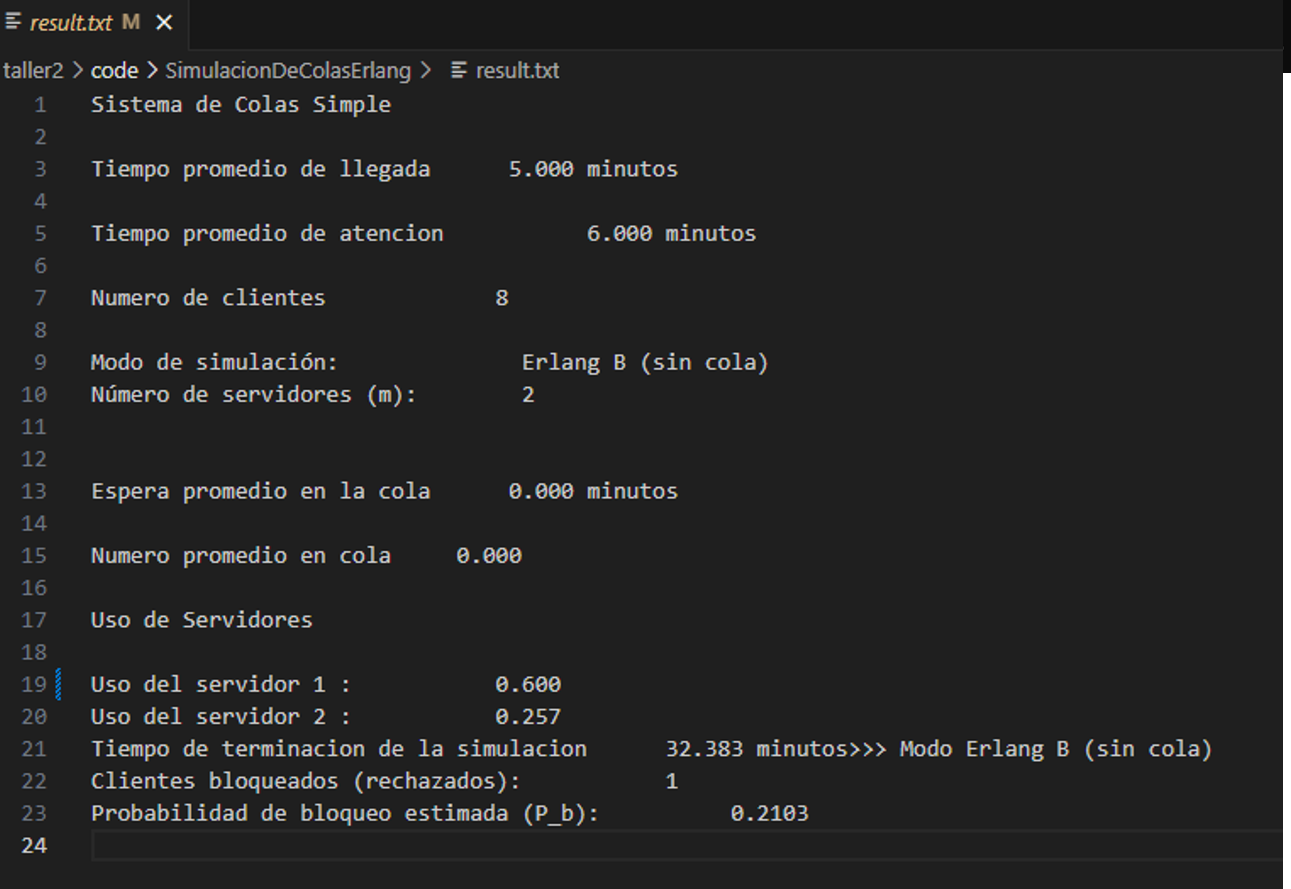 result.txt M ×
taller2 > code > SimulacionDeColasErlang > result.txt
1 Sistema de Colas Simple
2
3 Tiempo promedio de llegada 5.000 minutos
4
5 Tiempo promedio de atencion 6.000 minutos
6
7 Numero de clientes 8
8
9 Modo de simulación: Erlang B (sin cola)
10 Número de servidores (m): 2
11
12
13 Espera promedio en la cola 0.000 minutos
14
15 Numero promedio en cola 0.000
16
17 Uso de Servidores
18
19 Uso del servidor 1 : 0.600
20 Uso del servidor 2 : 0.257
21 Tiempo de terminacion de la simulacion 32.383 minutos>>> Modo Erlang B (sin cola)
22 Clientes bloqueados (rechazados): 1
23 Probabilidad de bloqueo estimada (P_b): 0.2103
24